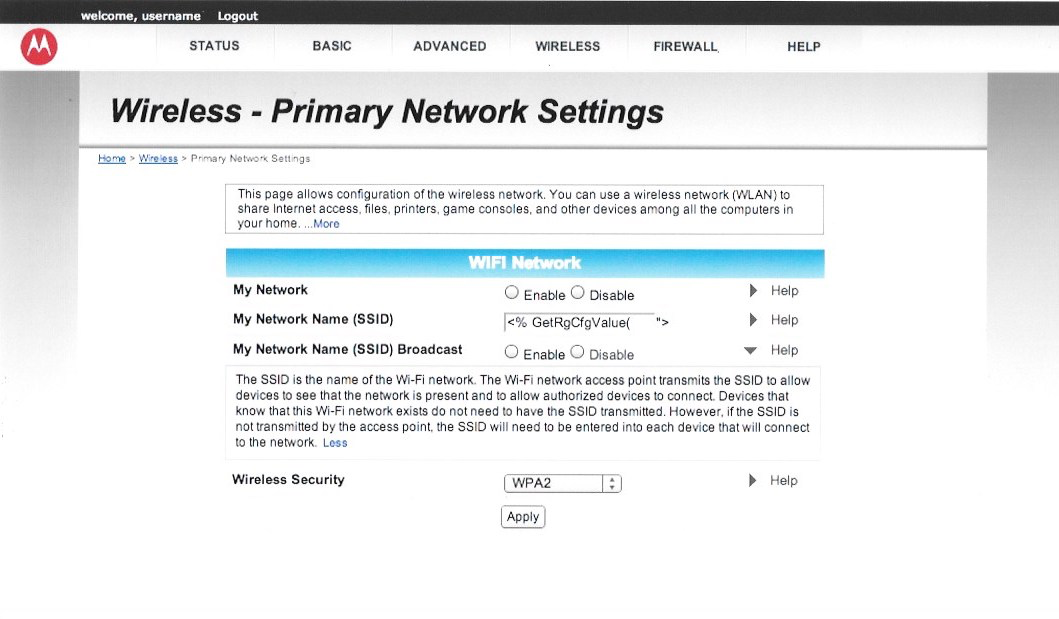 welcome, username Logout
STATUS BASIC ADVANCED WIRELESS FIREWALL HELP
Wireless - Primary Network Settings
Home > Wireless > Primary Network Settings
This page allows configuration of the wireless network. You can use a wireless network (WLAN) to
share Internet access, files, printers, game consoles, and other devices among all the computers in
your home. ...More
WIFI Network
My Network Enable Disable Help
My Network Name (SSID) <% GetRgCfgValue( "> Help
My Network Name (SSID) Broadcast Enable Disable Help
The SSID is the name of the Wi-Fi network. The Wi-Fi network access point transmits the SSID to allow
devices to see that the network is present and to allow authorized devices to connect. Devices that
know that this Wi-Fi network exists do not need to have the SSID transmitted. However, if the SSID is
not transmitted by the access point, the SSID will need to be entered into each device that will connect
to the network. Less
Wireless Security WPA2 Help
Apply